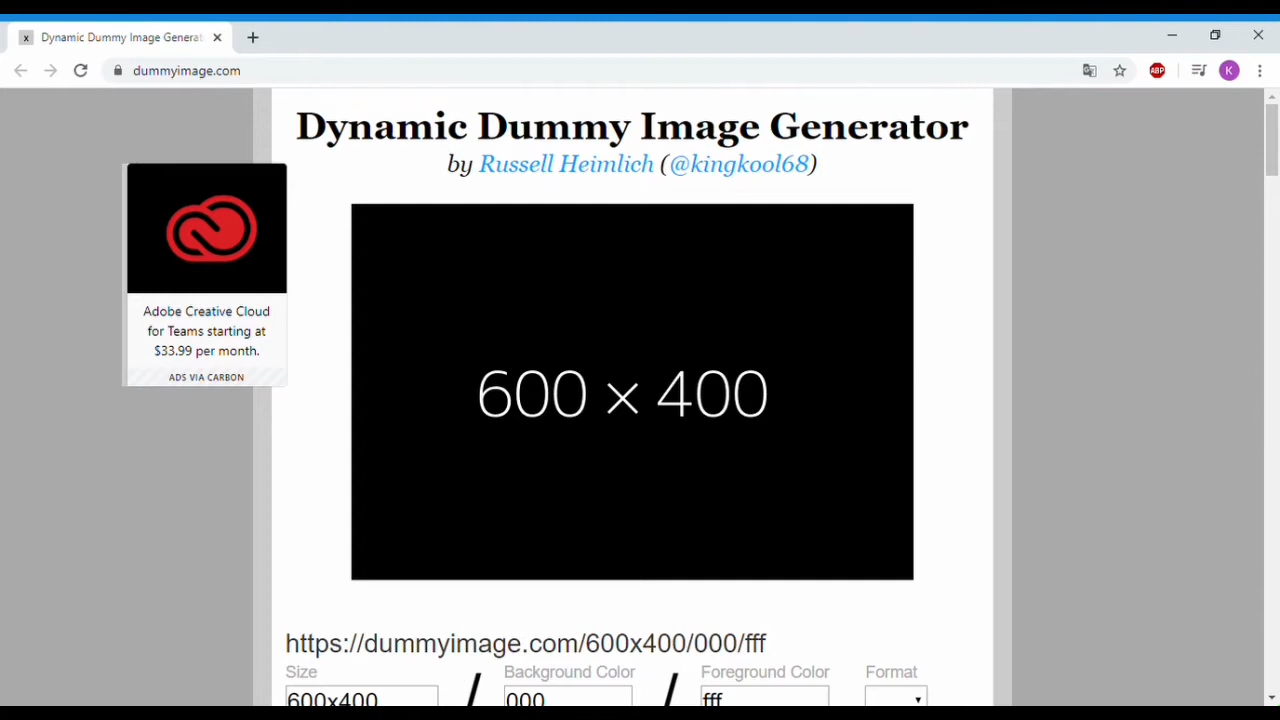 x Dynamic Dummy Image Generat
dummyimage.com
ABP
K
Dynamic Dummy Image Generator
by Russell Heimlich (@kingkool68)
600 × 400
Adobe Creative Cloud
for Teams starting at
$33.99 per month.
ADS VIA CARBON
https://dummyimage.com/600x400/000/fff
Size Background Color Foreground Color Format
600x400 / 000 / fff